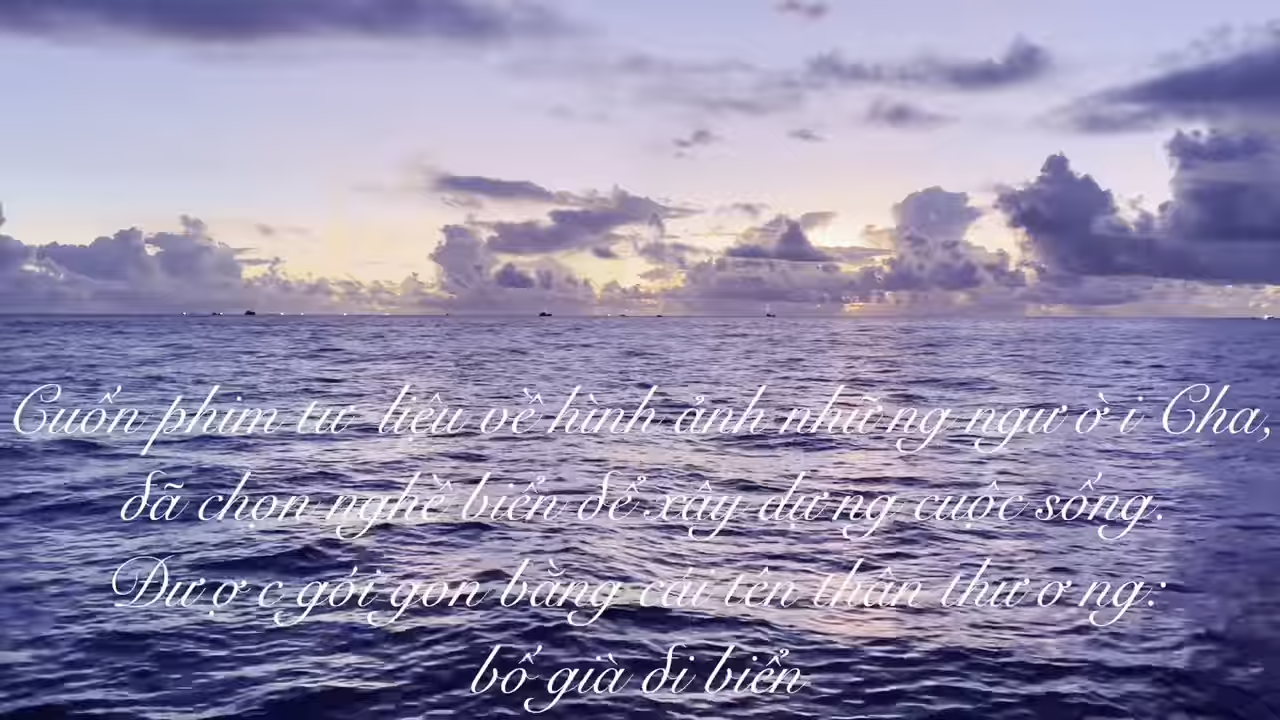 Cuốn phim tư liệu về hình ảnh những người Cha,
đã chọn nghề biển để xây dựng cuộc sống.
Được gói gon bằng cái tên thân thương:
bố già đi biển